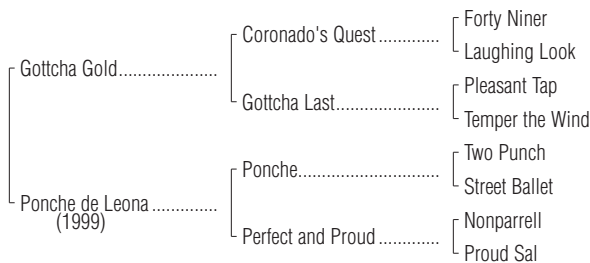 Forty Niner
Coronado's Quest.............
Laughing Look
Gottcha Gold.....................
Pleasant Tap
Gottcha Last......................
Temper the Wind
Two Punch
Ponche..............................
Street Ballet
Ponche de Leona..............
(1999)
Nonparrell
Perfect and Proud.............
Proud Sal